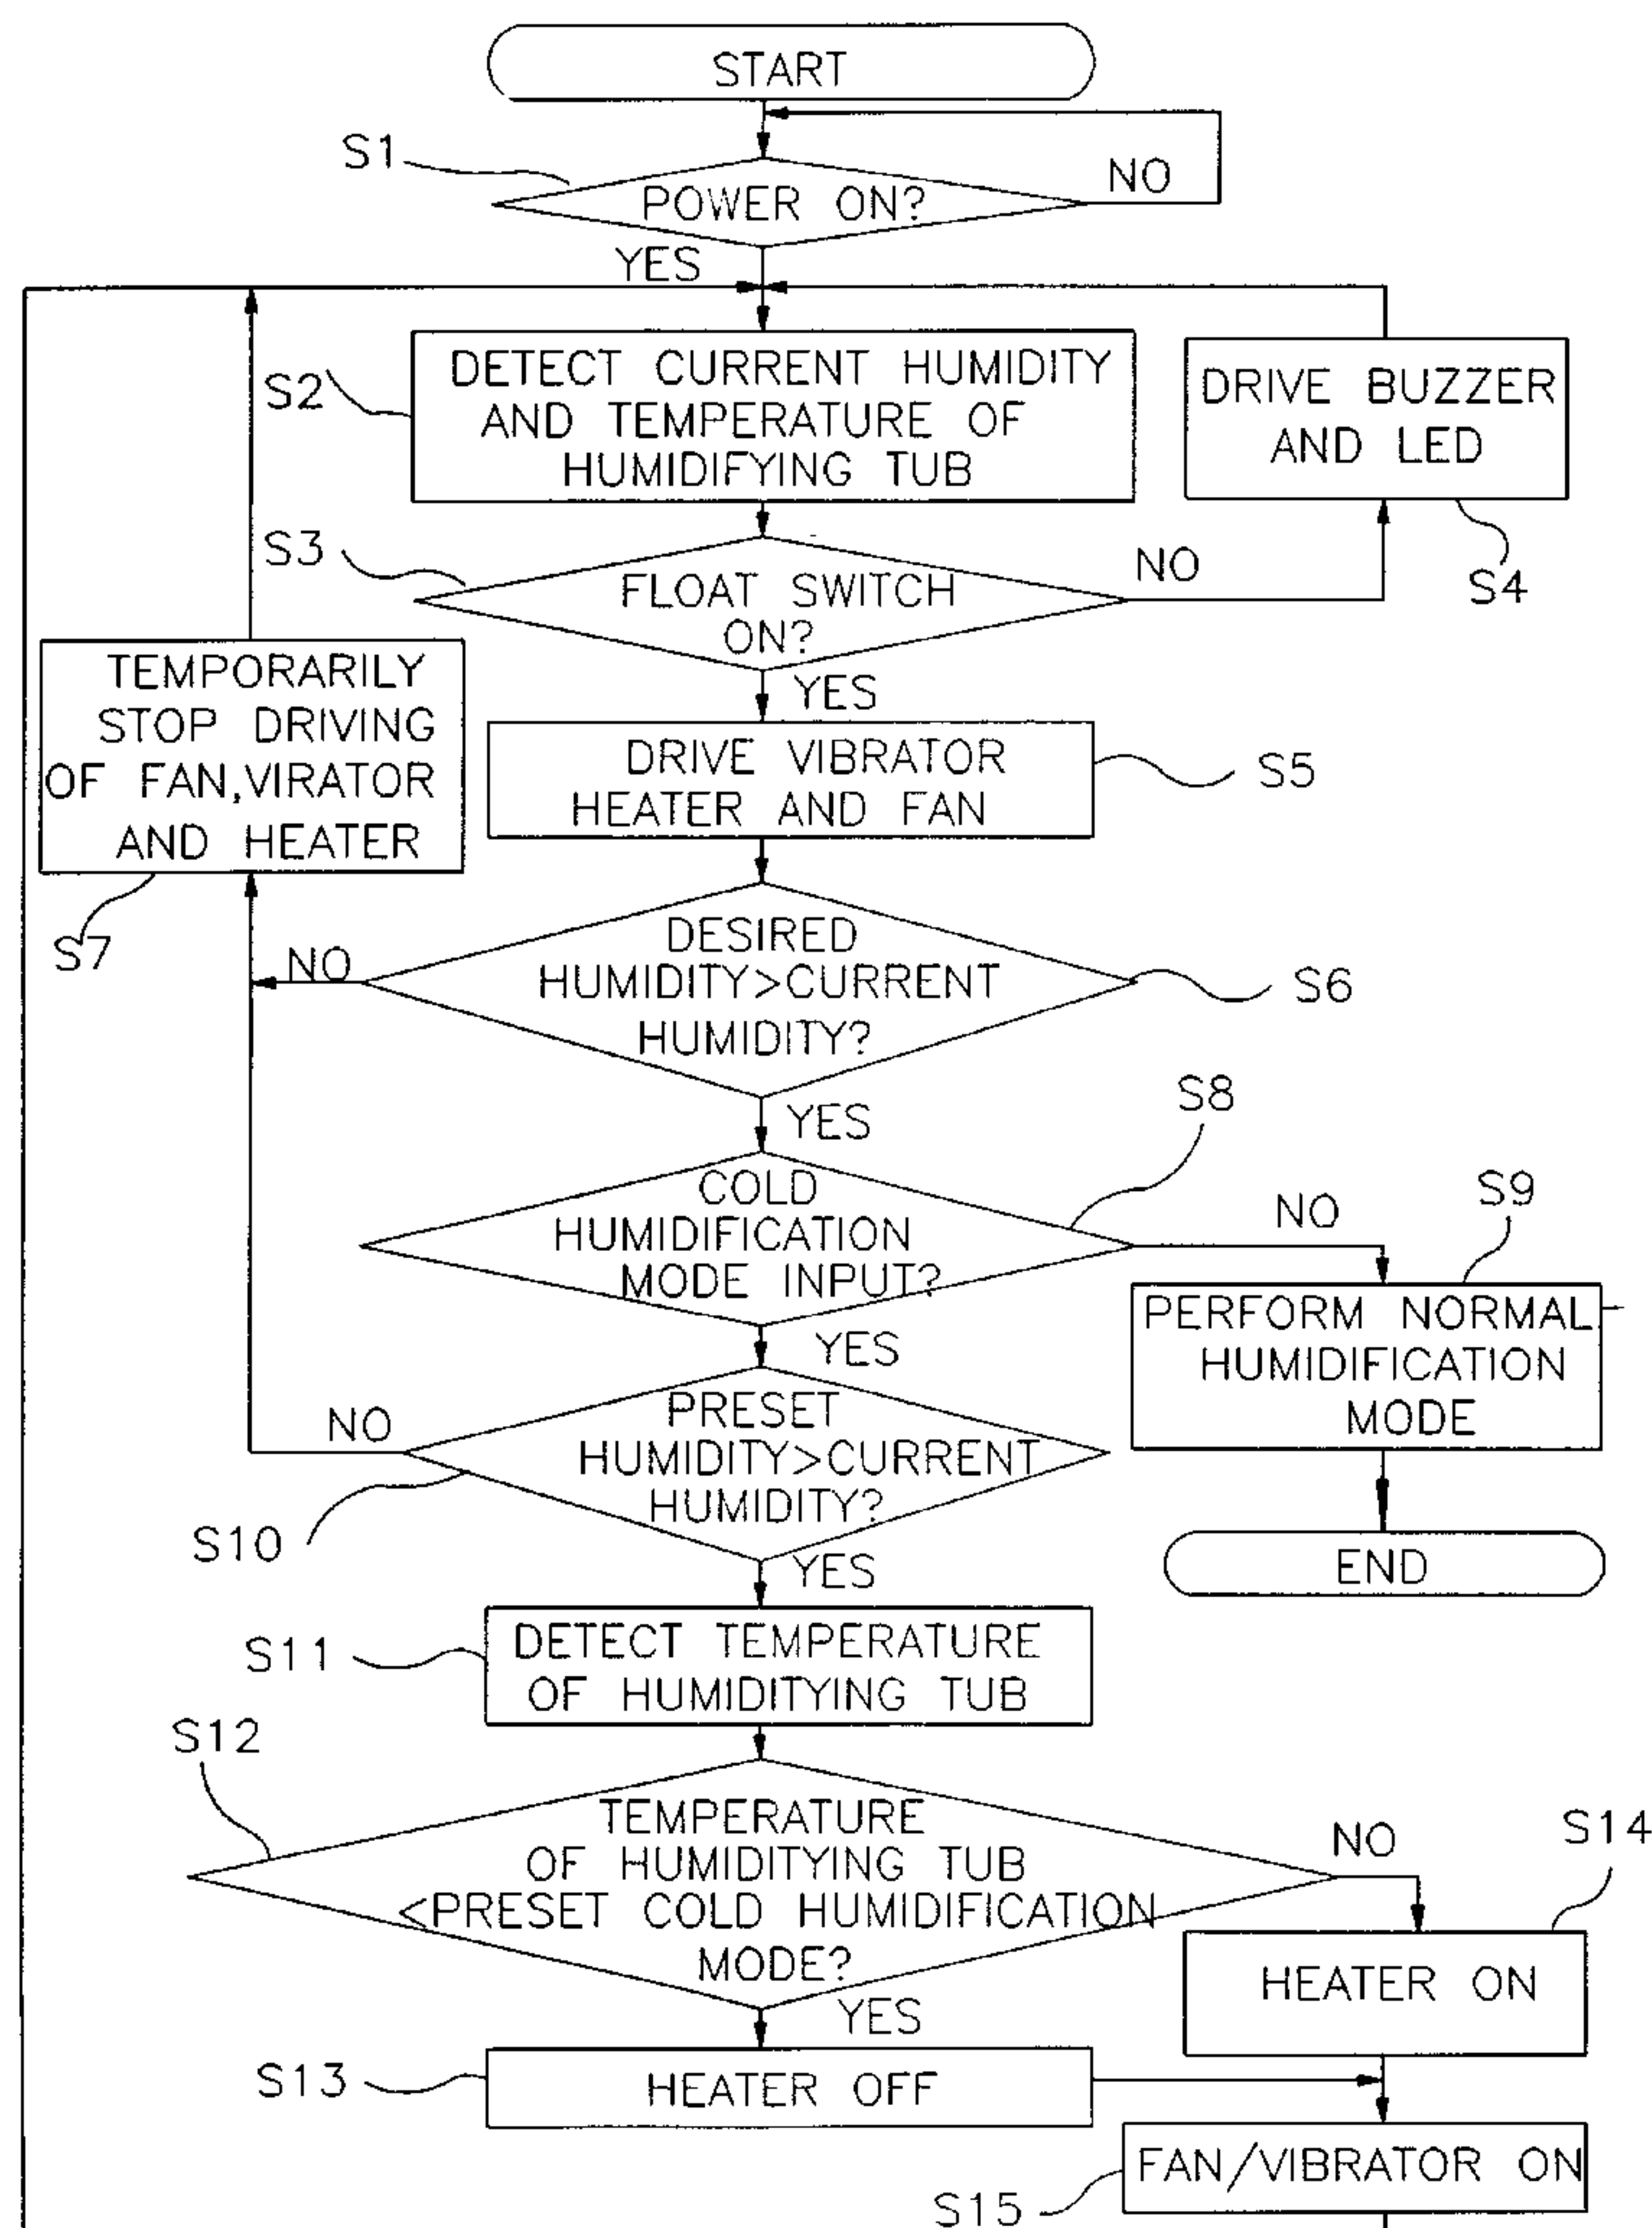 START
S1
POWER ON?
NO
YES
S2
DETECT CURRENT HUMIDITY
AND TEMPERATURE OF
HUMIDIFYING TUB
DRIVE BUZZER
AND LED
S4
S3
FLOAT SWITCH
ON?
NO
YES
TEMPORARILY
STOP DRIVING
OF FAN,VIRATOR
AND HEATER
S7
DRIVE VIBRATOR
HEATER AND FAN
S5
DESIRED
HUMIDITY>CURRENT
HUMIDITY?
NO
S6
YES
S8
COLD
HUMIDIFICATION
MODE INPUT?
NO
S9
YES
PERFORM NORMAL
HUMIDIFICATION
MODE
PRESET
HUMIDITY>CURRENT
HUMIDITY?
NO
S10
YES
END
S11
DETECT TEMPERATURE
OF HUMIDITYING TUB
S12
TEMPERATURE
OF HUMIDITYING TUB
<PRESET COLD HUMIDIFICATION
MODE?
NO
S14
YES
HEATER ON
S13
HEATER OFF
FAN/VIBRATOR ON
S15